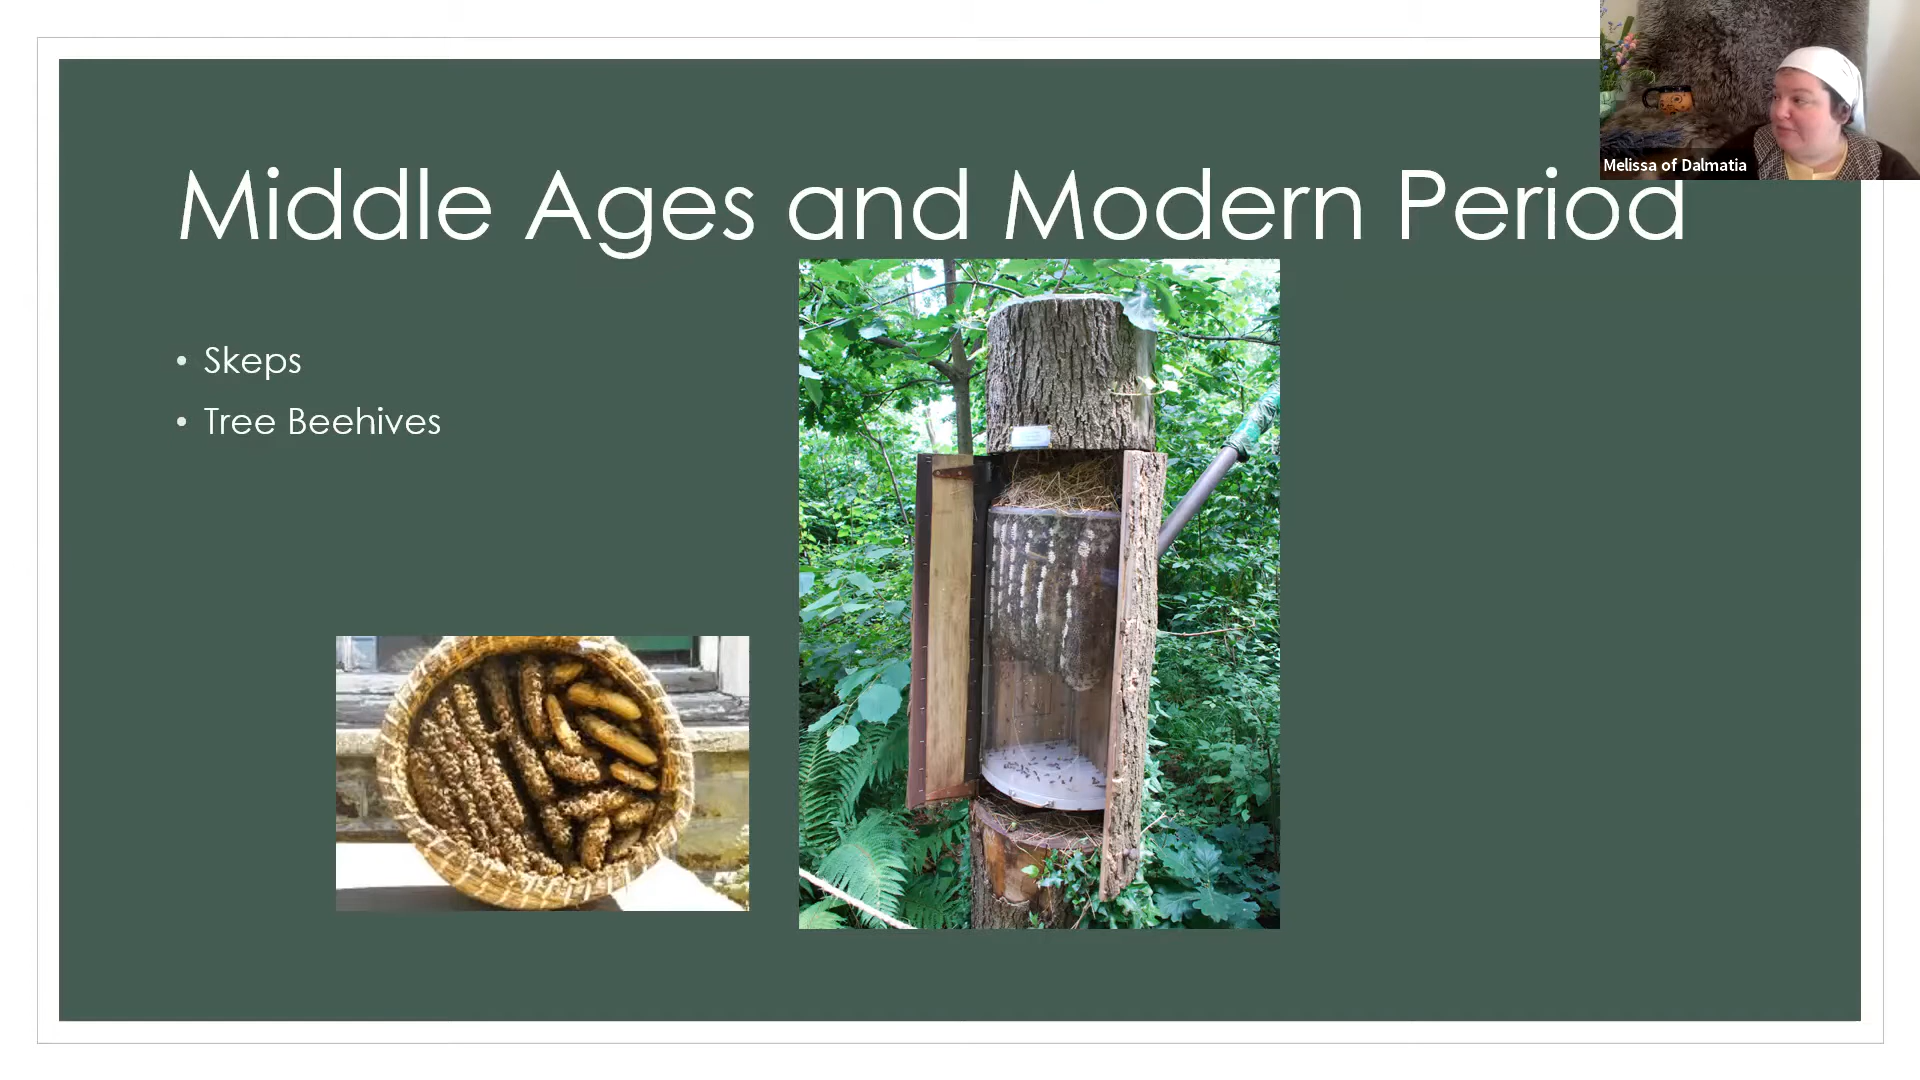 Middle Ages and Modern Period
• Skeps
• Tree Beehives
Melissa of Dalmatia